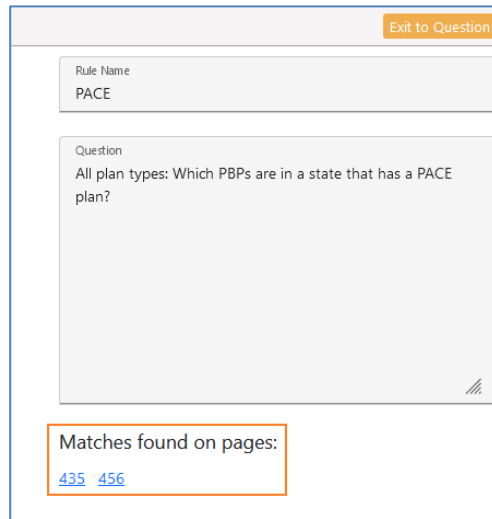 Exit to Question
Rule Name
PACE
Question
All plan types: Which PBPs are in a state that has a PACE
plan?
Matches found on pages:
435 456